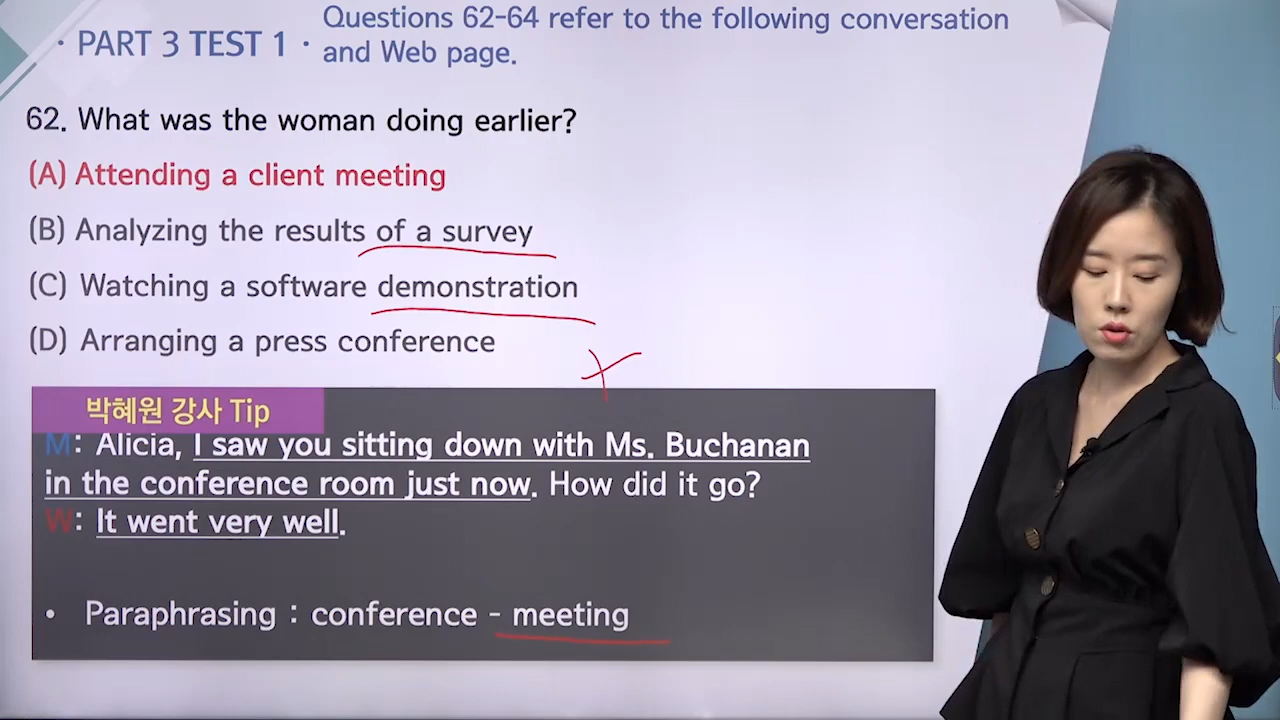 · PART 3 TEST 1 ·
Questions 62-64 refer to the following conversation
and Web page.
62. What was the woman doing earlier?
(A) Attending a client meeting
(B) Analyzing the results of a survey
(C) Watching a software demonstration
(D) Arranging a press conference
박혜원 강사 Tip
M: Alicia, I saw you sitting down with Ms. Buchanan
in the conference room just now. How did it go?
W: It went very well.
• Paraphrasing : conference - meeting